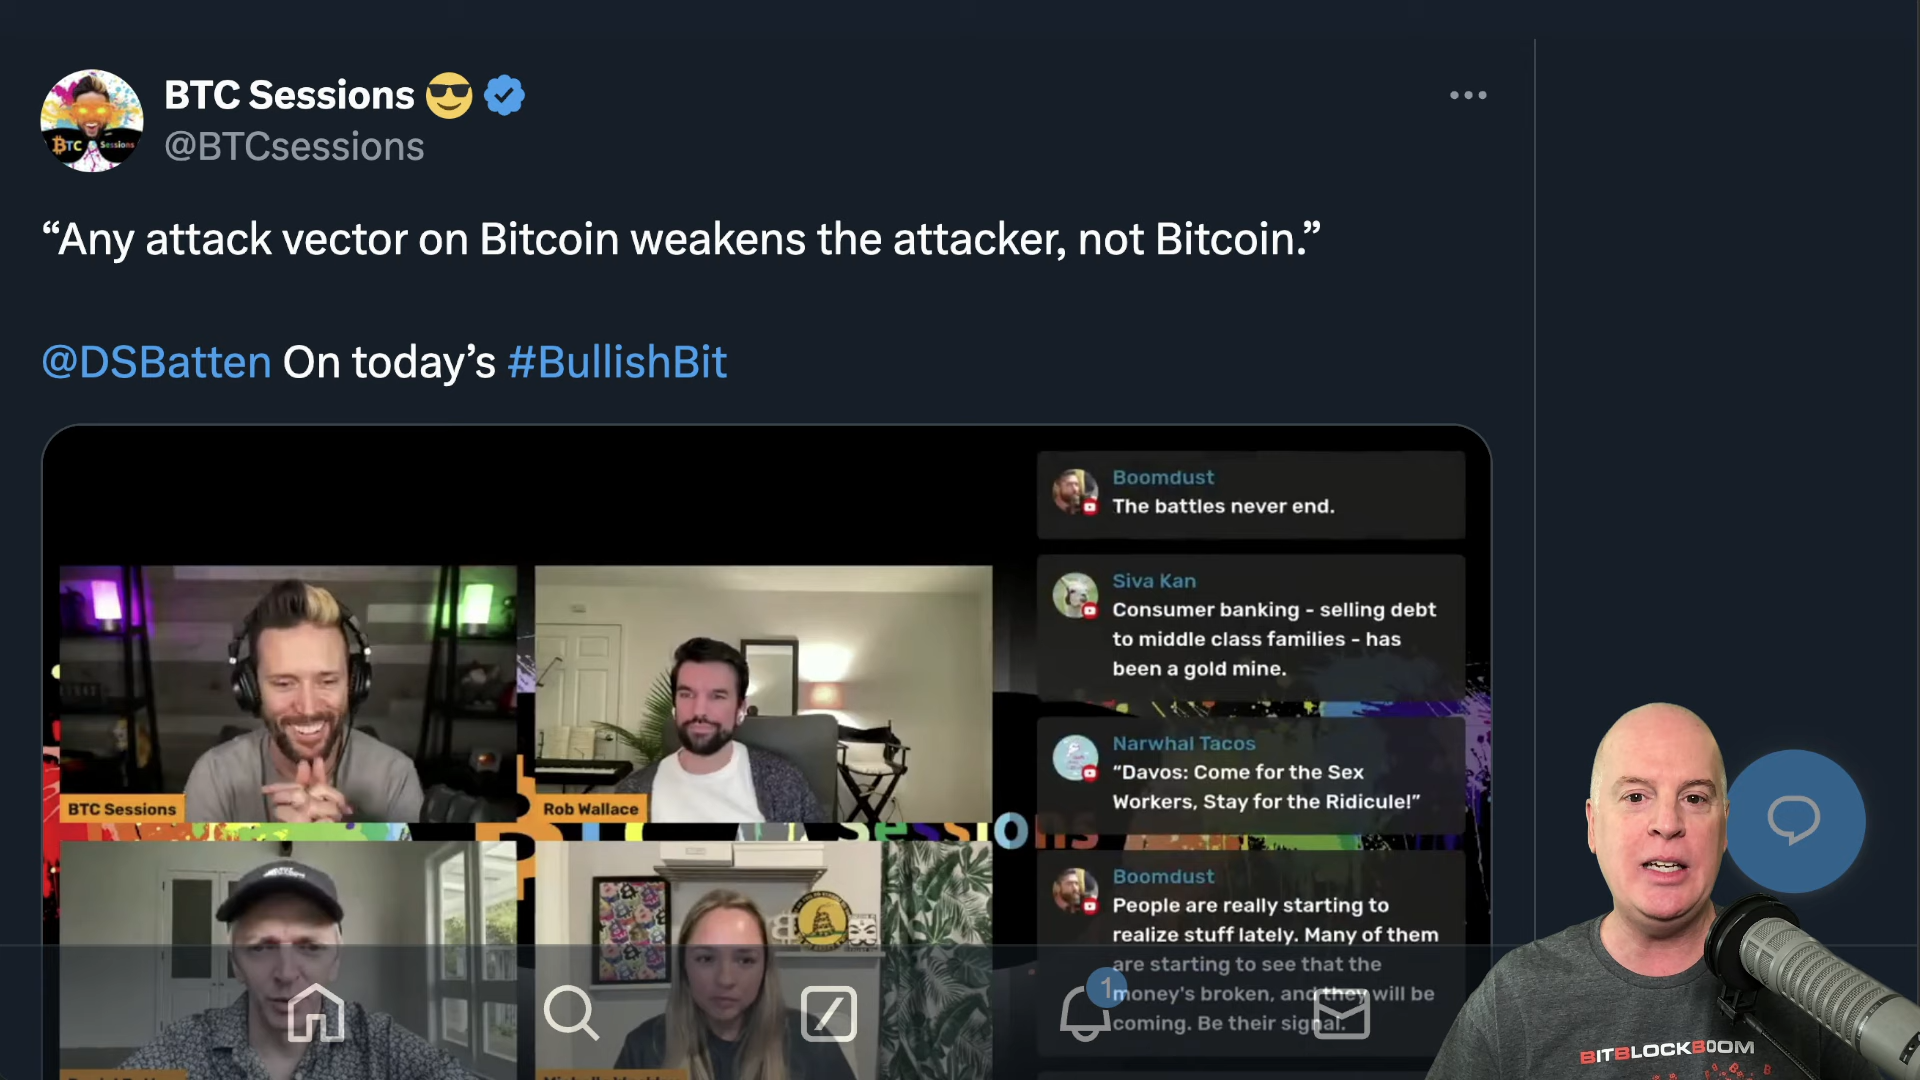 BTC Sessions
@BTCsessions
“Any attack vector on Bitcoin weakens the attacker, not Bitcoin.”
@DSBatten On today’s #BullishBit
Boomdust
The battles never end.
Siva Kan
Consumer banking - selling debt
to middle class families - has
been a gold mine.
Narwhal Tacos
“Davos: Come for the Sex
Workers, Stay for the Ridicule!”
Boomdust
People are really starting to
realize stuff lately. Many of them
are starting to see that the
money's broken, and they will be
coming. Be their signal.
BTC Sessions
Rob Wallace
1
BITBLOCKBOOM